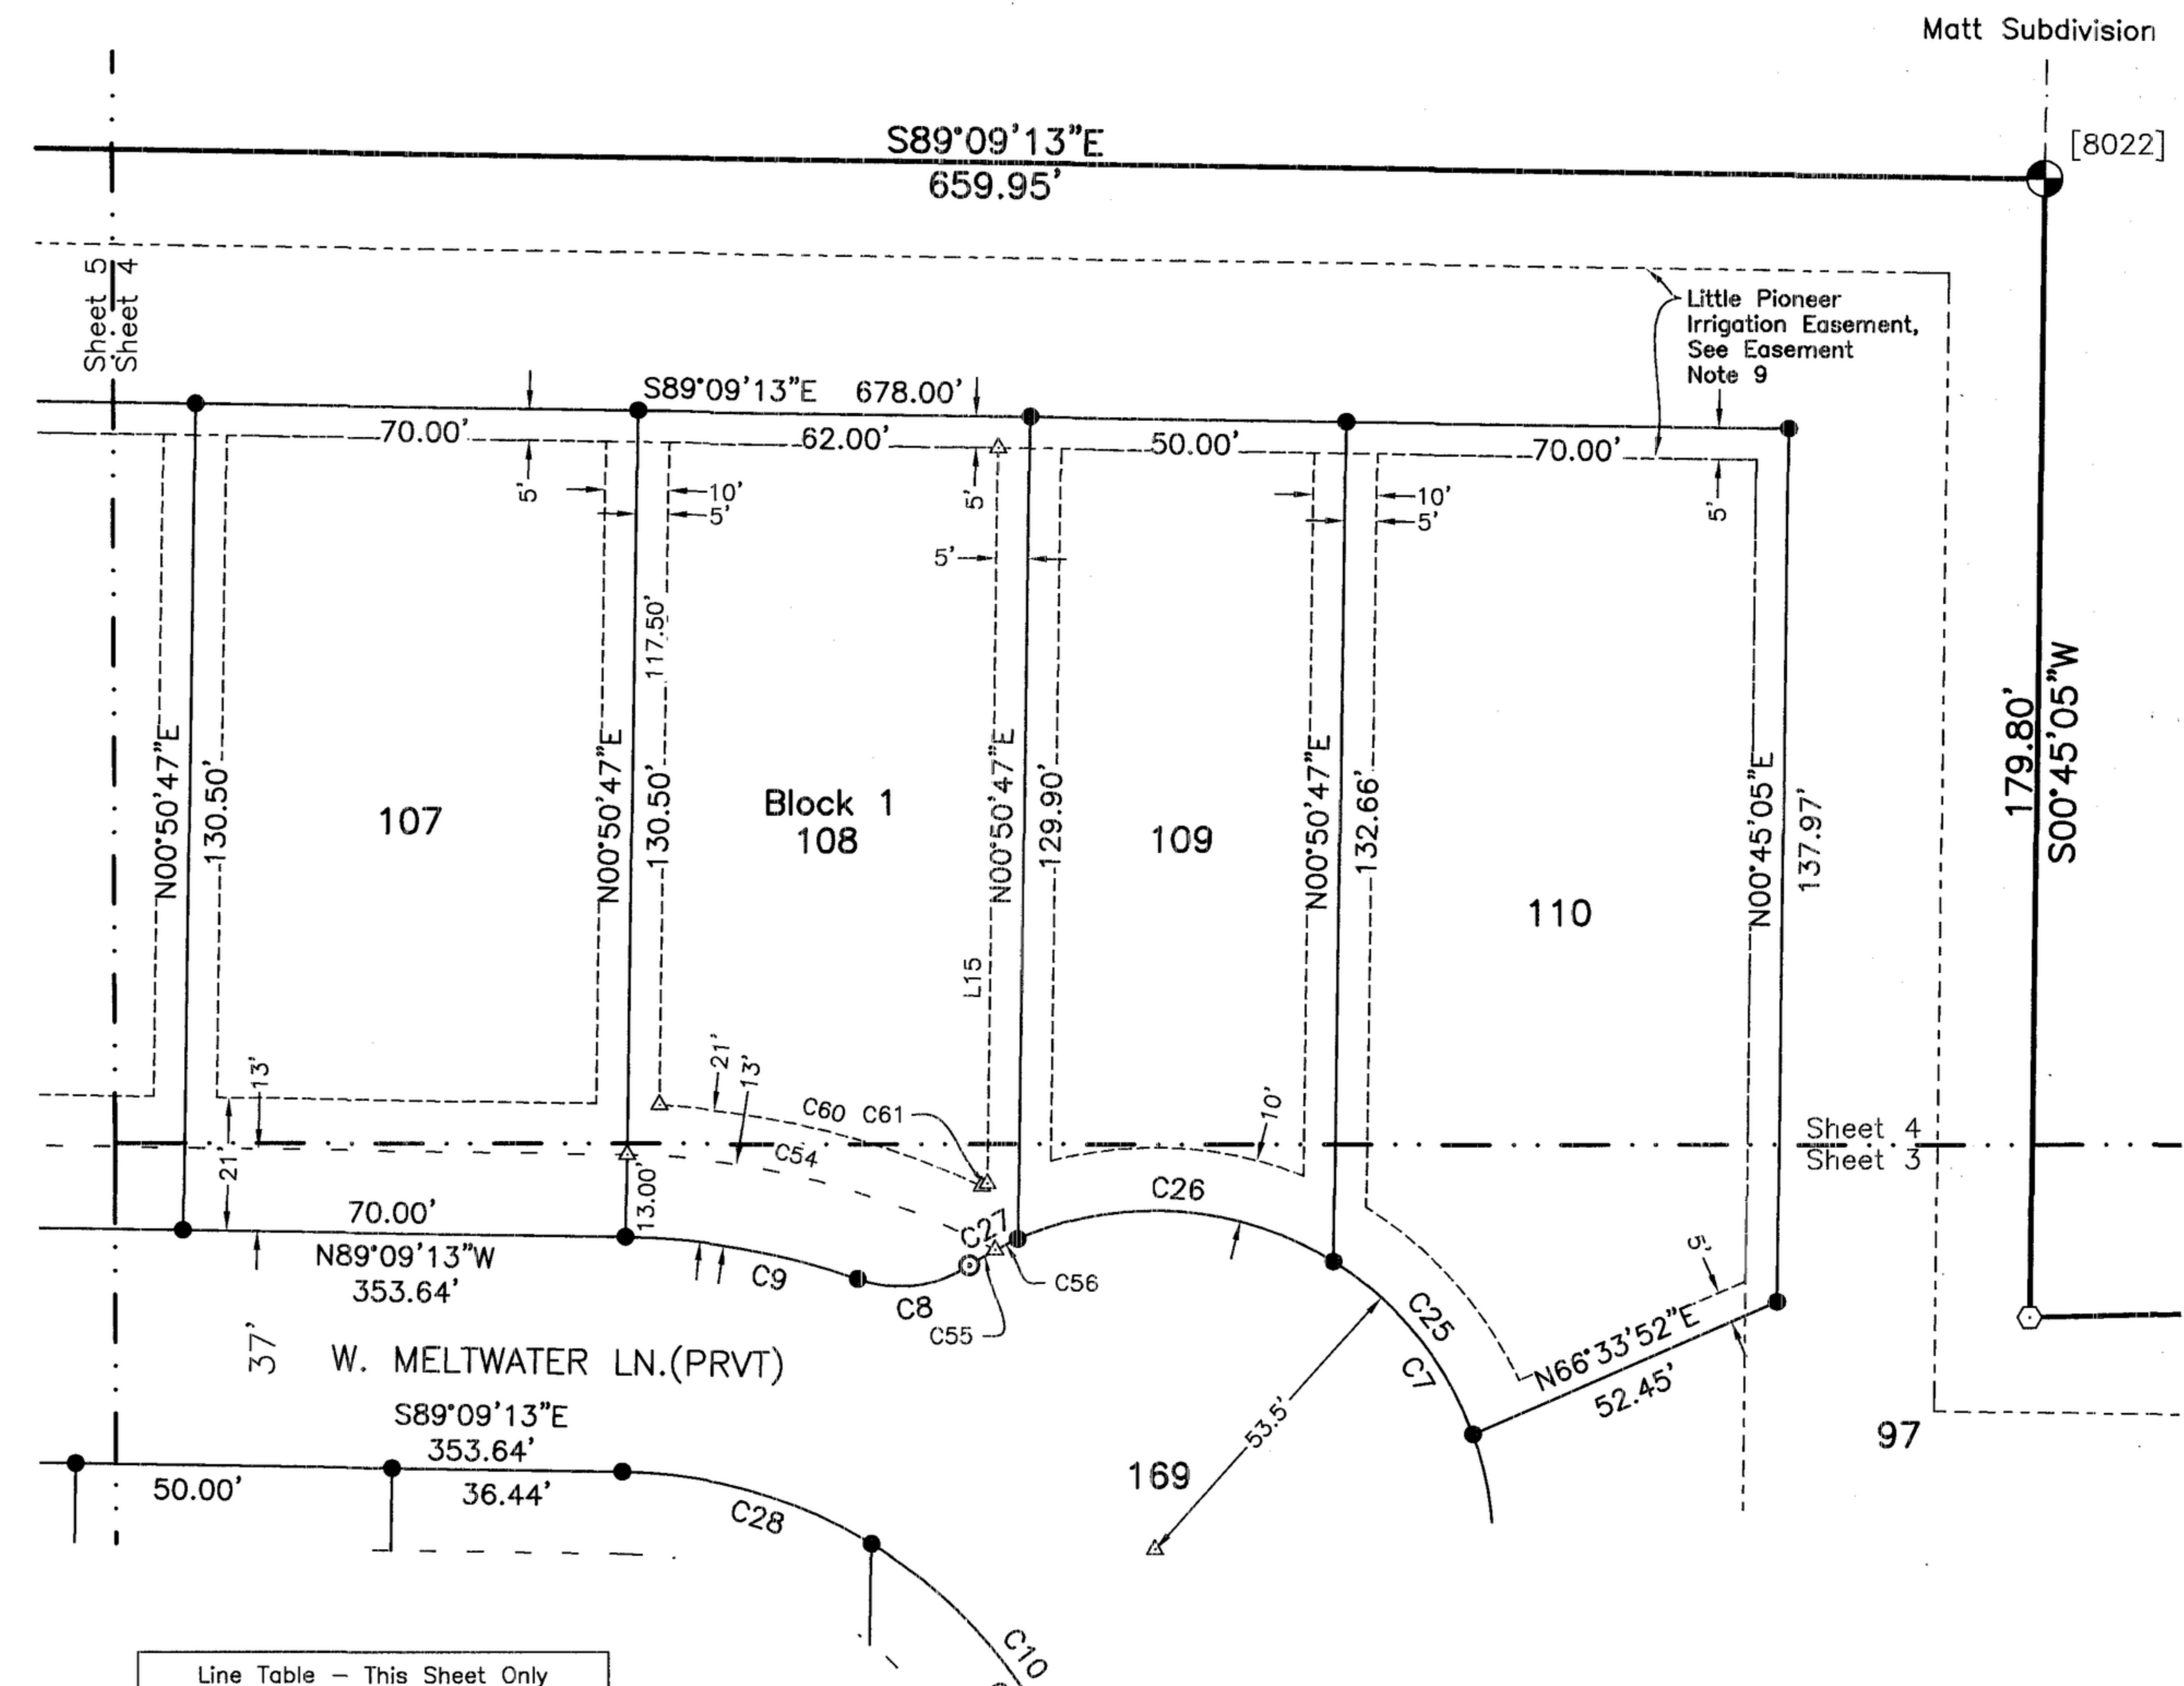 Matt Subdivision
[8022]
S89°09'13"E
659.95'
Sheet 5
Sheet 4
Little Pioneer
Irrigation Easement,
See Easement
Note 9
S89°09'13"E 678.00'
70.00'
62.00'
50.00'
70.00'
5'
10'
5'
5'
5'
10'
5'
5'
117.50'
N00°50'47"E
130.50'
107
N00°50'47"E
130.50'
Block 1
108
N00°50'47"E
129.90'
109
N00°50'47"E
132.66'
110
N00°45'05"E
137.97'
179.80'
S00°45'05"W
L15
13'
21'
21'
13'
C60 C61
C54
10'
Sheet 4
Sheet 3
13.00'
70.00'
N89°09'13"W
353.64'
C9
C8
C27
C55
C56
C26
C25
C7
5'
N66°33'52"E
52.45'
37'
W. MELTWATER LN.(PRVT)
S89°09'13"E
353.64'
50.00'
36.44'
C28
53.5'
169
97
C10
Line Table – This Sheet Only